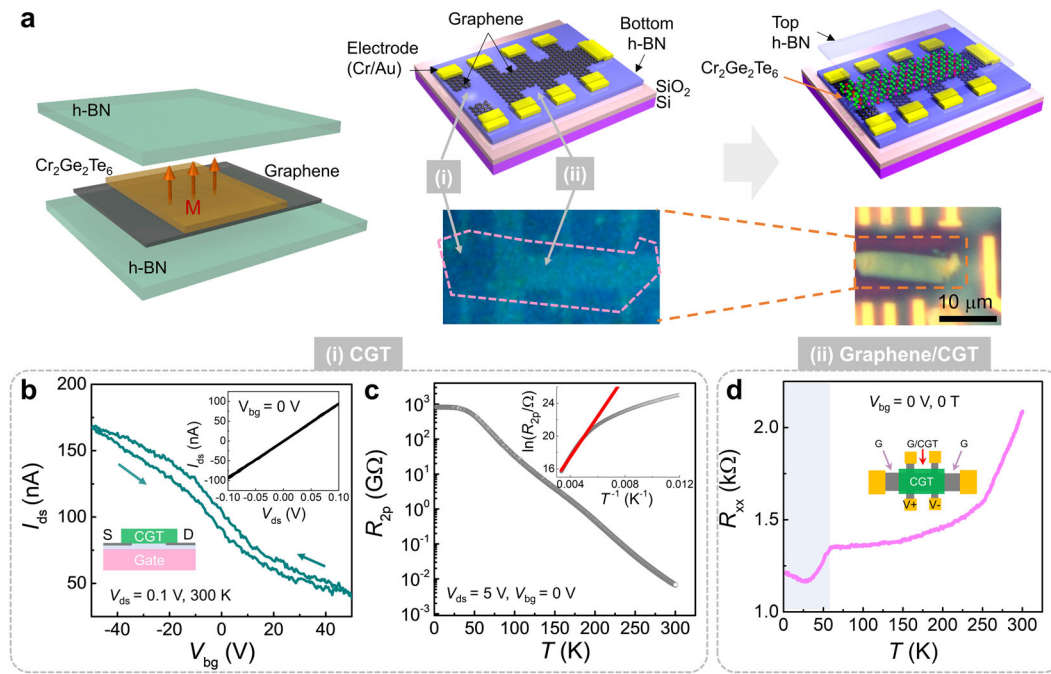 a
h-BN
Cr2Ge2Te6
Graphene
M
h-BN
Graphene
Electrode
(Cr/Au)
Bottom
h-BN
SiO2
Si
Top
h-BN
Cr2Ge2Te6
(i)
(ii)
10 μm
(i) CGT
(ii) Graphene/CGT
b
200
150
100
50
Ids (nA)
-40
-20
0
20
40
Vbg (V)
Vbg = 0 V
100
50
0
-50
-100
Ids (nA)
-0.10
-0.05
0.00
0.05
0.10
Vds (V)
S
CGT
D
Gate
Vds = 0.1 V, 300 K
c
10^3
10^2
10^1
10^0
10^-1
10^-2
10^-3
R2p (GΩ)
0
50
100
150
200
250
300
T (K)
Vds = 5 V, Vbg = 0 V
28
24
20
16
ln(R2p/Ω)
0.004
0.008
0.012
T^-1 (K^-1)
d
2.0
1.5
1.0
Rxx (kΩ)
0
50
100
150
200
250
300
T (K)
Vbg = 0 V, 0 T
G
G/CGT
G
CGT
V+
V-